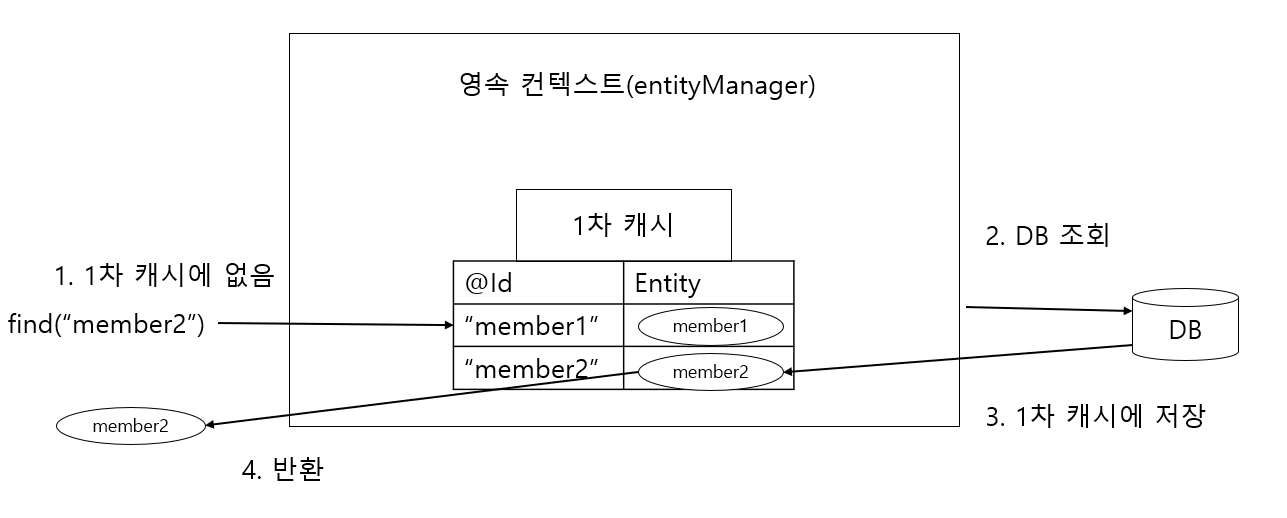 영속 컨텍스트(entityManager)
1차 캐시
2. DB 조회
1. 1차 캐시에 없음
@Id Entity
find(“member2”)
“member1” member1
DB
“member2” member2
3. 1차 캐시에 저장
member2
4. 반환